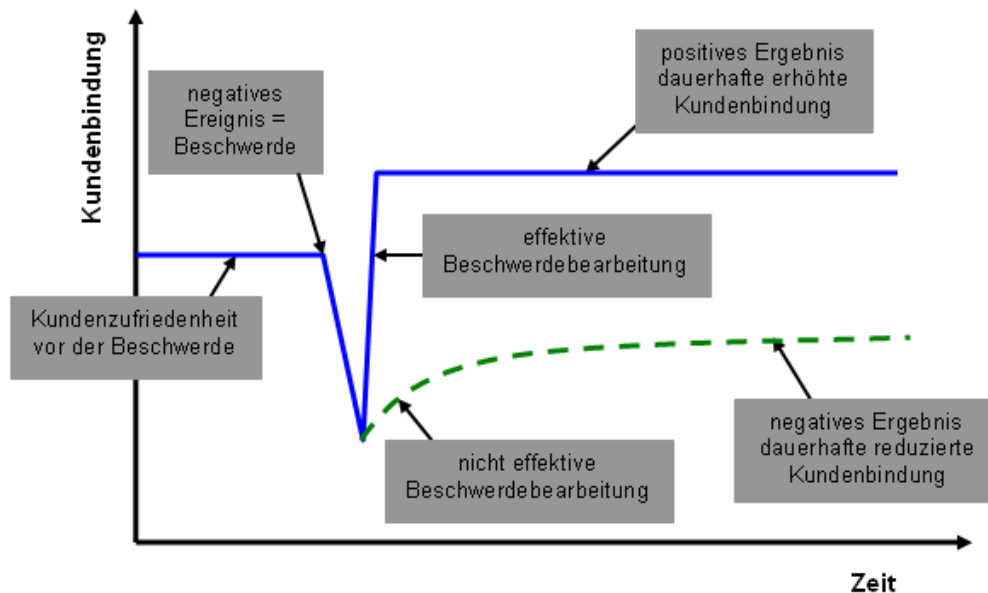 Kundenbindung
negatives
Ereignis =
Beschwerde
positives Ergebnis
dauerhafte erhöhte
Kundenbindung
effektive
Beschwerdebearbeitung
Kundenzufriedenheit
vor der Beschwerde
nicht effektive
Beschwerdebearbeitung
negatives Ergebnis
dauerhafte reduzierte
Kundenbindung
Zeit